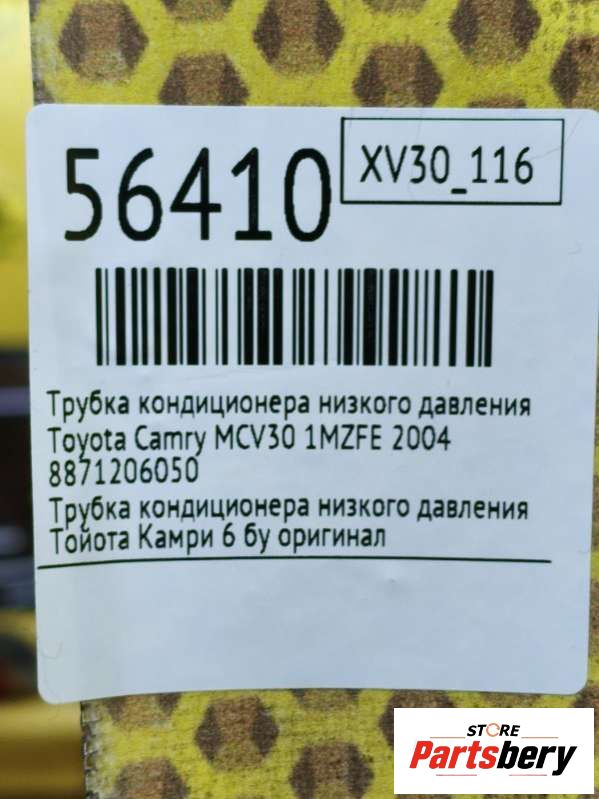 56410
XV30_116
Трубка кондиционера низкого давления
Toyota Camry MCV30 1MZFE 2004
8871206050
Трубка кондиционера низкого давления
Тойота Камри 6 бу оригинал
STORE
Partsbery